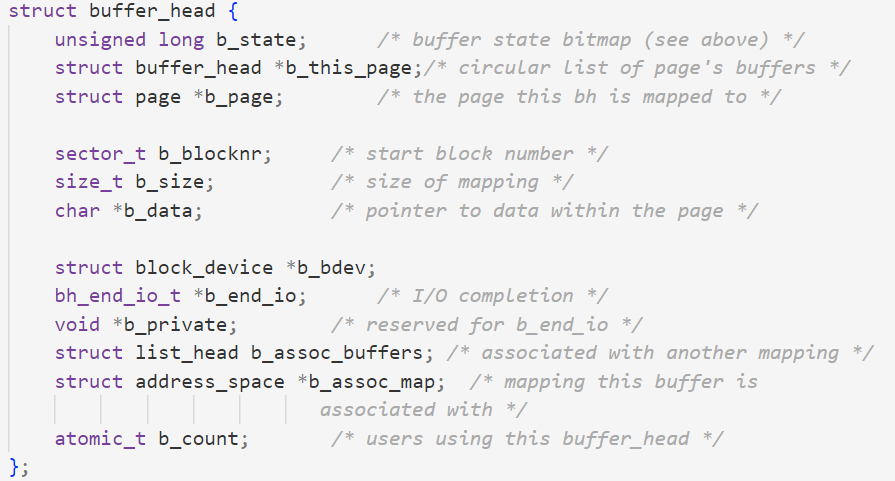 struct buffer_head {
    unsigned long b_state;      /* buffer state bitmap (see above) */
    struct buffer_head *b_this_page;/* circular list of page's buffers */
    struct page *b_page;        /* the page this bh is mapped to */

    sector_t b_blocknr;     /* start block number */
    size_t b_size;          /* size of mapping */
    char *b_data;           /* pointer to data within the page */

    struct block_device *b_bdev;
    bh_end_io_t *b_end_io;      /* I/O completion */
    void *b_private;        /* reserved for b_end_io */
    struct list_head b_assoc_buffers; /* associated with another mapping */
    struct address_space *b_assoc_map;  /* mapping this buffer is
                           associated with */
    atomic_t b_count;       /* users using this buffer_head */
};